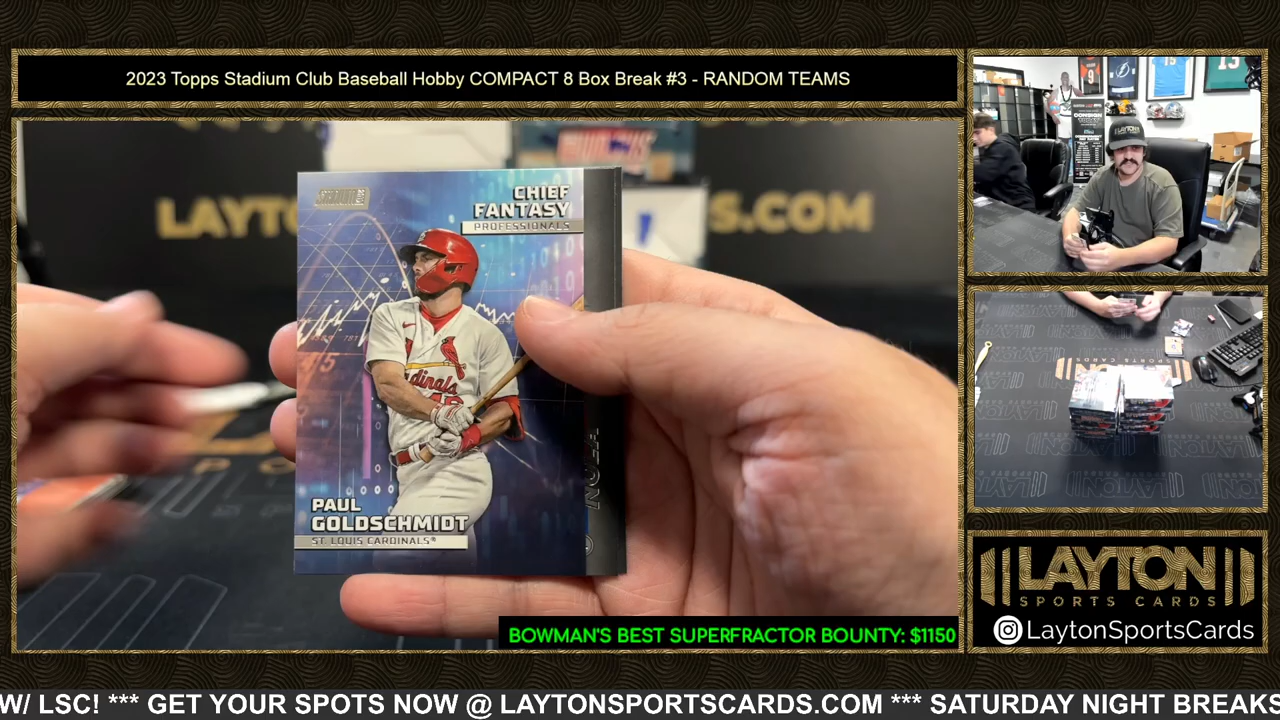 2023 Topps Stadium Club Baseball Hobby COMPACT 8 Box Break #3 - RANDOM TEAMS
CHIEF
FANTASY
PROFESSIONALS
PAUL
GOLDSCHMIDT
ST. LOUIS CARDINALS®
BOWMAN'S BEST SUPERFRACTOR BOUNTY: $1150
LAYTON
SPORTS CARDS
LaytonSportsCards
W/ LSC! *** GET YOUR SPOTS NOW @ LAYTONSPORTSCARDS.COM *** SATURDAY NIGHT BREAKS